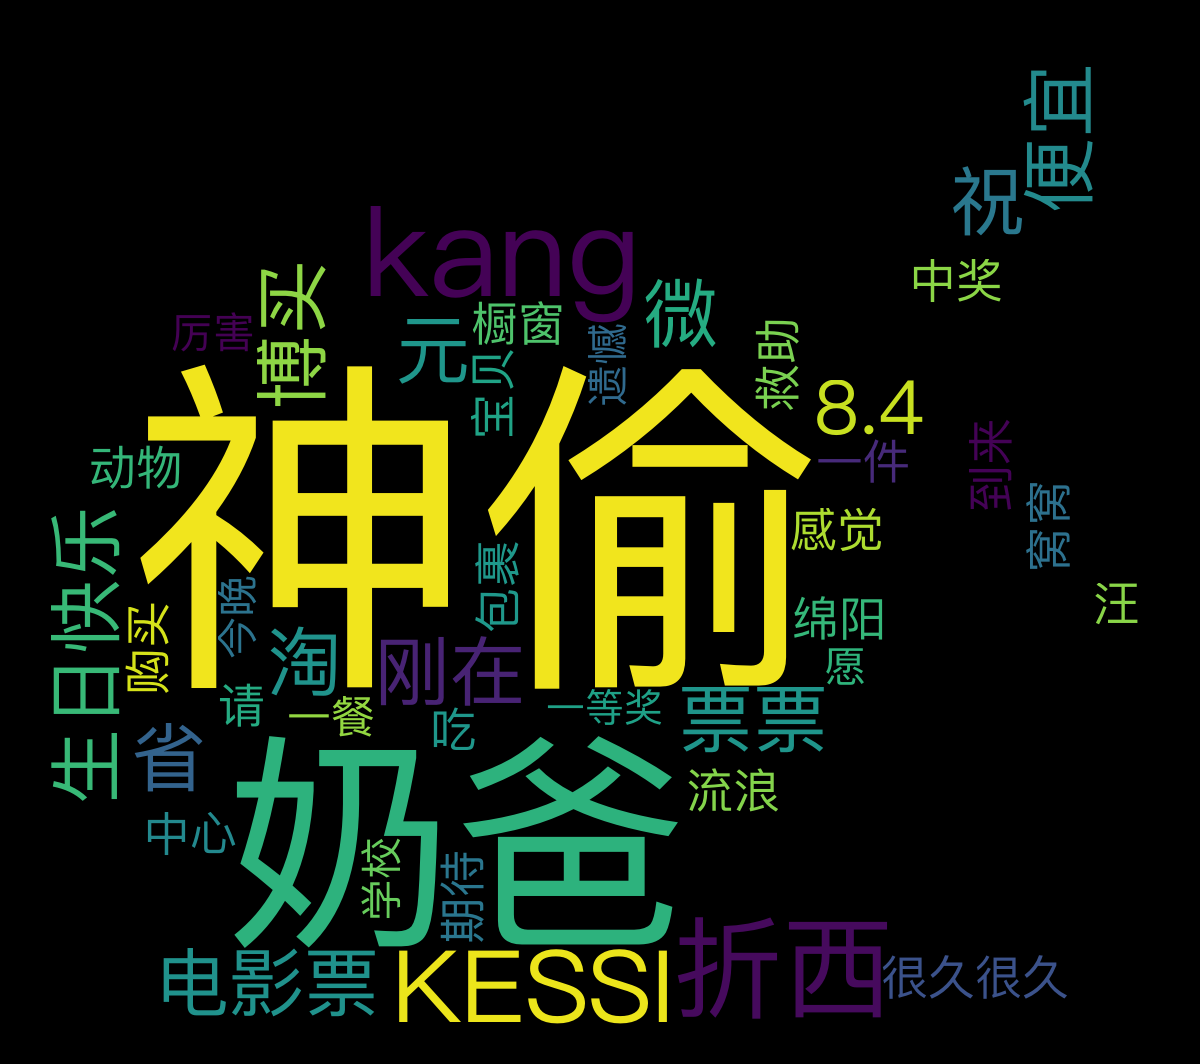 便宜
祝
kang
中奖
博买
微
橱窗
元
厉害
遗憾
救助
宝贝
神偷
8.4
一件
到来
动物
窝窝
感觉
生日快乐
包裹
今晚
汪
绵阳
购买
淘
刚在
愿
请
一餐
吃
一等奖
票票
省
奶爸
流浪
中心
学校
期待
电影票
KESSI
折西
很久很久